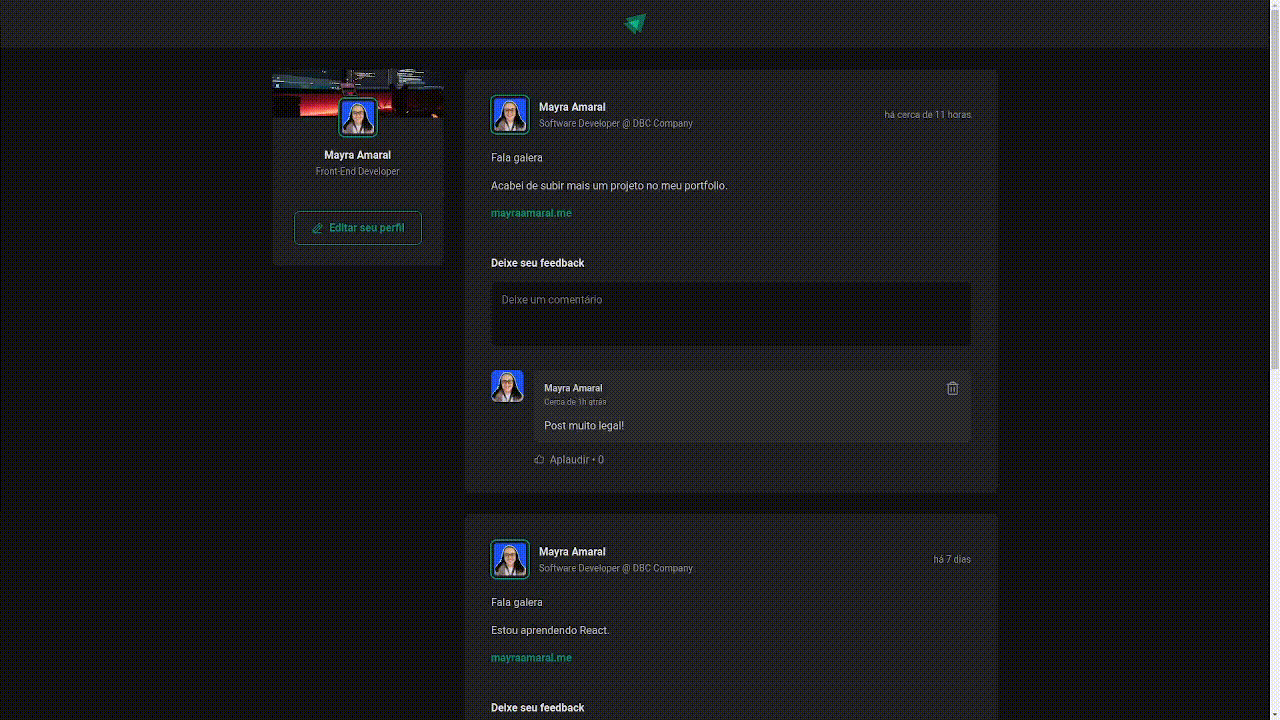 Mayra Amaral
Front-End Developer
Editar seu perfil
Mayra Amaral
Software Developer @ DBC Company
há cerca de 11 horas
Fala galera
Acabei de subir mais um projeto no meu portfolio.
mayraamaral.me
Deixe seu feedback
Deixe um comentário
Mayra Amaral
Cerca de 1h atrás
Post muito legal!
Aplaudir • 0
Mayra Amaral
Software Developer @ DBC Company
há 7 dias
Fala galera
Estou aprendendo React.
mayraamaral.me
Deixe seu feedback